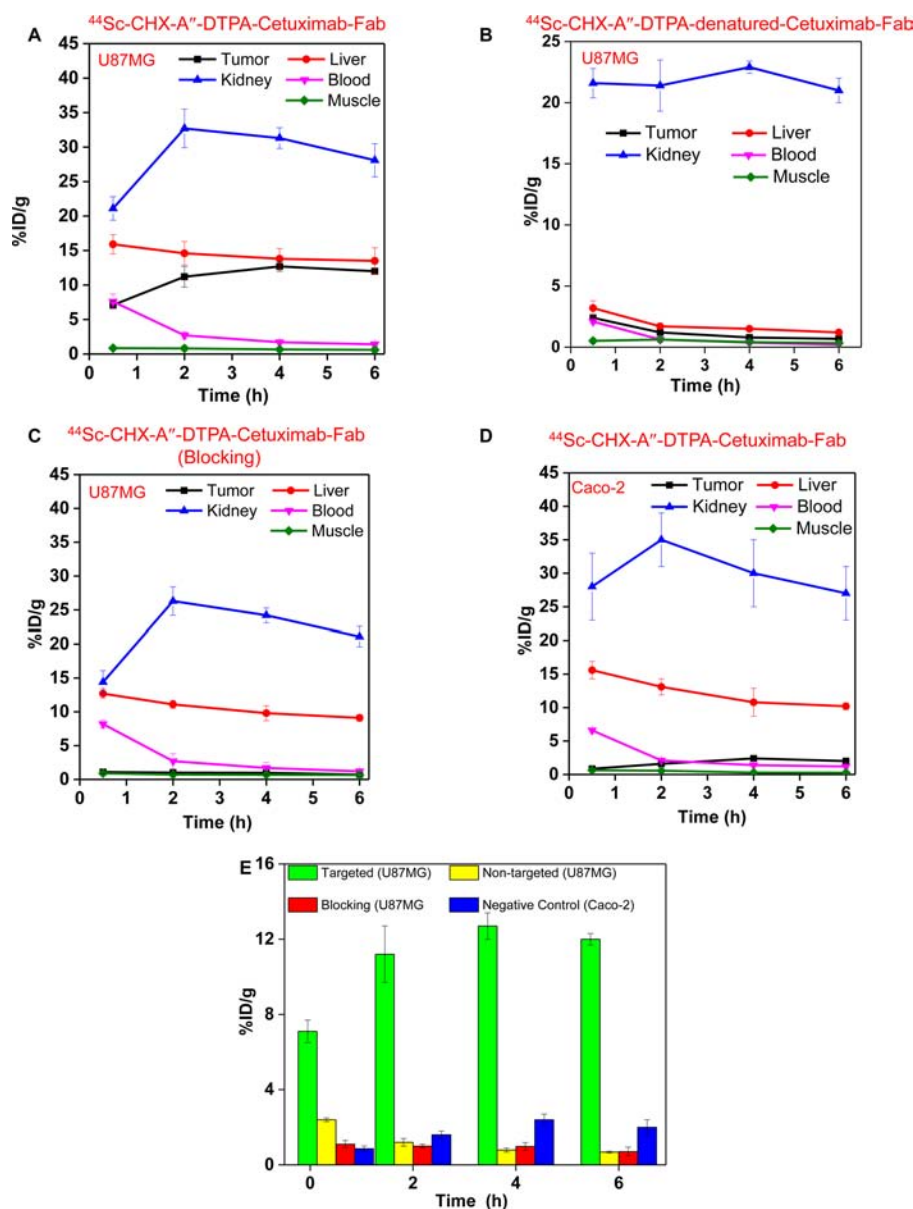 A
⁴⁴Sc-CHX-A″-DTPA-Cetuximab-Fab
U87MG
Tumor
Liver
Kidney
Blood
Muscle
45
40
35
30
25
20
15
10
5
0
%ID/g
0 1 2 3 4 5 6
Time (h)
B
⁴⁴Sc-CHX-A″-DTPA-denatured-Cetuximab-Fab
U87MG
Tumor
Liver
Kidney
Blood
Muscle
25
20
15
10
5
0
%ID/g
0 1 2 3 4 5 6
Time (h)
C
⁴⁴Sc-CHX-A″-DTPA-Cetuximab-Fab
(Blocking)
U87MG
Tumor
Liver
Kidney
Blood
Muscle
45
40
35
30
25
20
15
10
5
0
%ID/g
0 1 2 3 4 5 6
Time (h)
D
⁴⁴Sc-CHX-A″-DTPA-Cetuximab-Fab
Caco-2
Tumor
Liver
Kidney
Blood
Muscle
45
40
35
30
25
20
15
10
5
0
%ID/g
0 1 2 3 4 5 6
Time (h)
E
Targeted (U87MG)
Non-targeted (U87MG)
Blocking (U87MG
Negative Control (Caco-2)
16
12
8
4
0
%ID/g
0 2 4 6
Time (h)